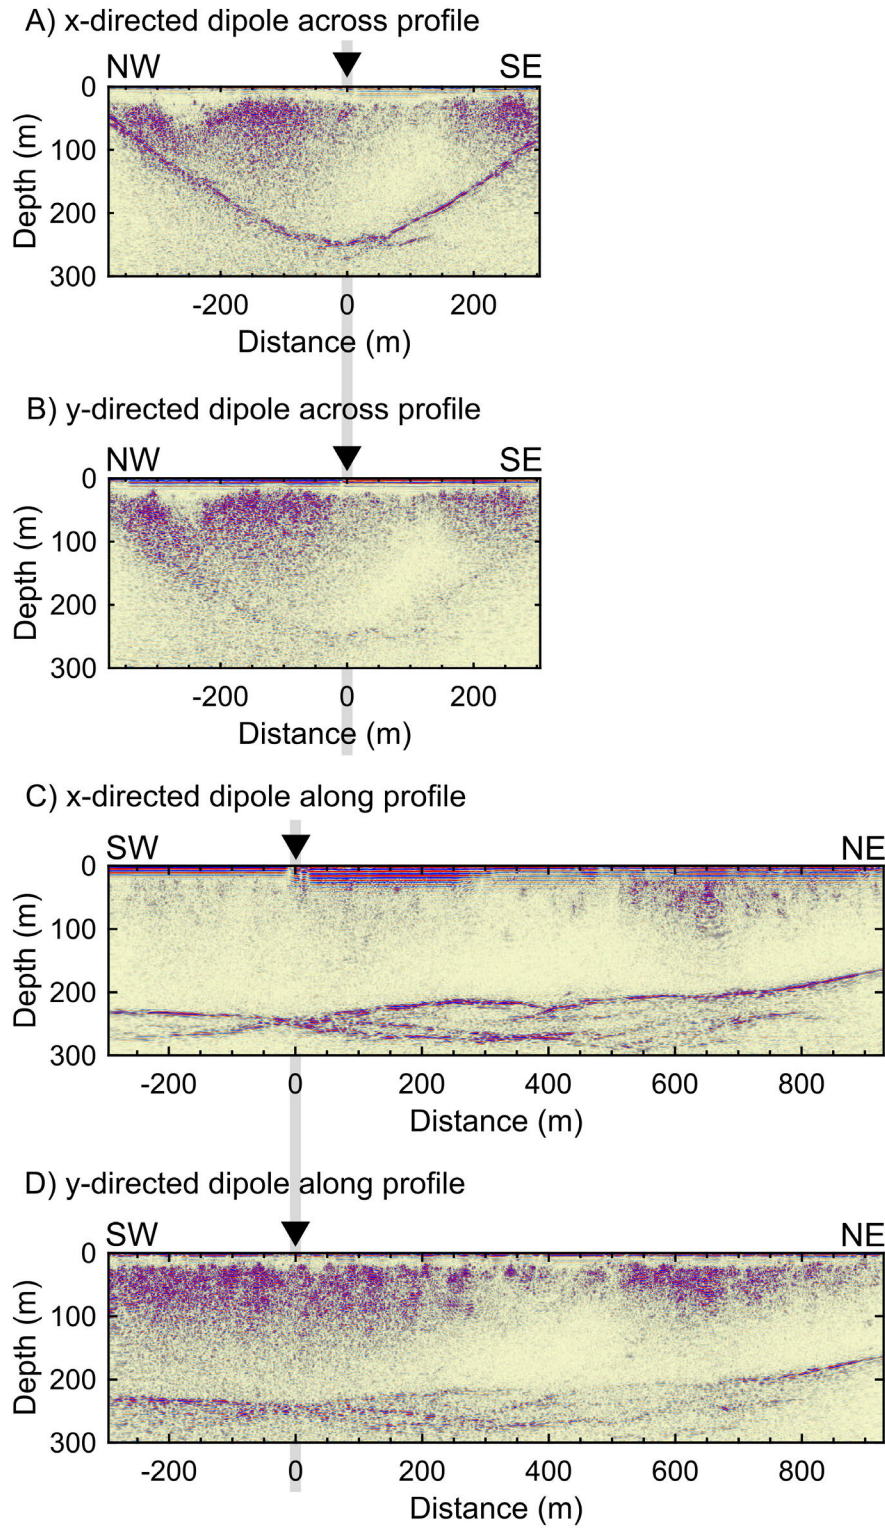 A) x-directed dipole across profile
NW SE
0
100
200
300
Depth (m)
-200 0 200
Distance (m)
B) y-directed dipole across profile
NW SE
0
100
200
300
Depth (m)
-200 0 200
Distance (m)
C) x-directed dipole along profile
SW NE
0
100
200
300
Depth (m)
-200 0 200 400 600 800
Distance (m)
D) y-directed dipole along profile
SW NE
0
100
200
300
Depth (m)
-200 0 200 400 600 800
Distance (m)